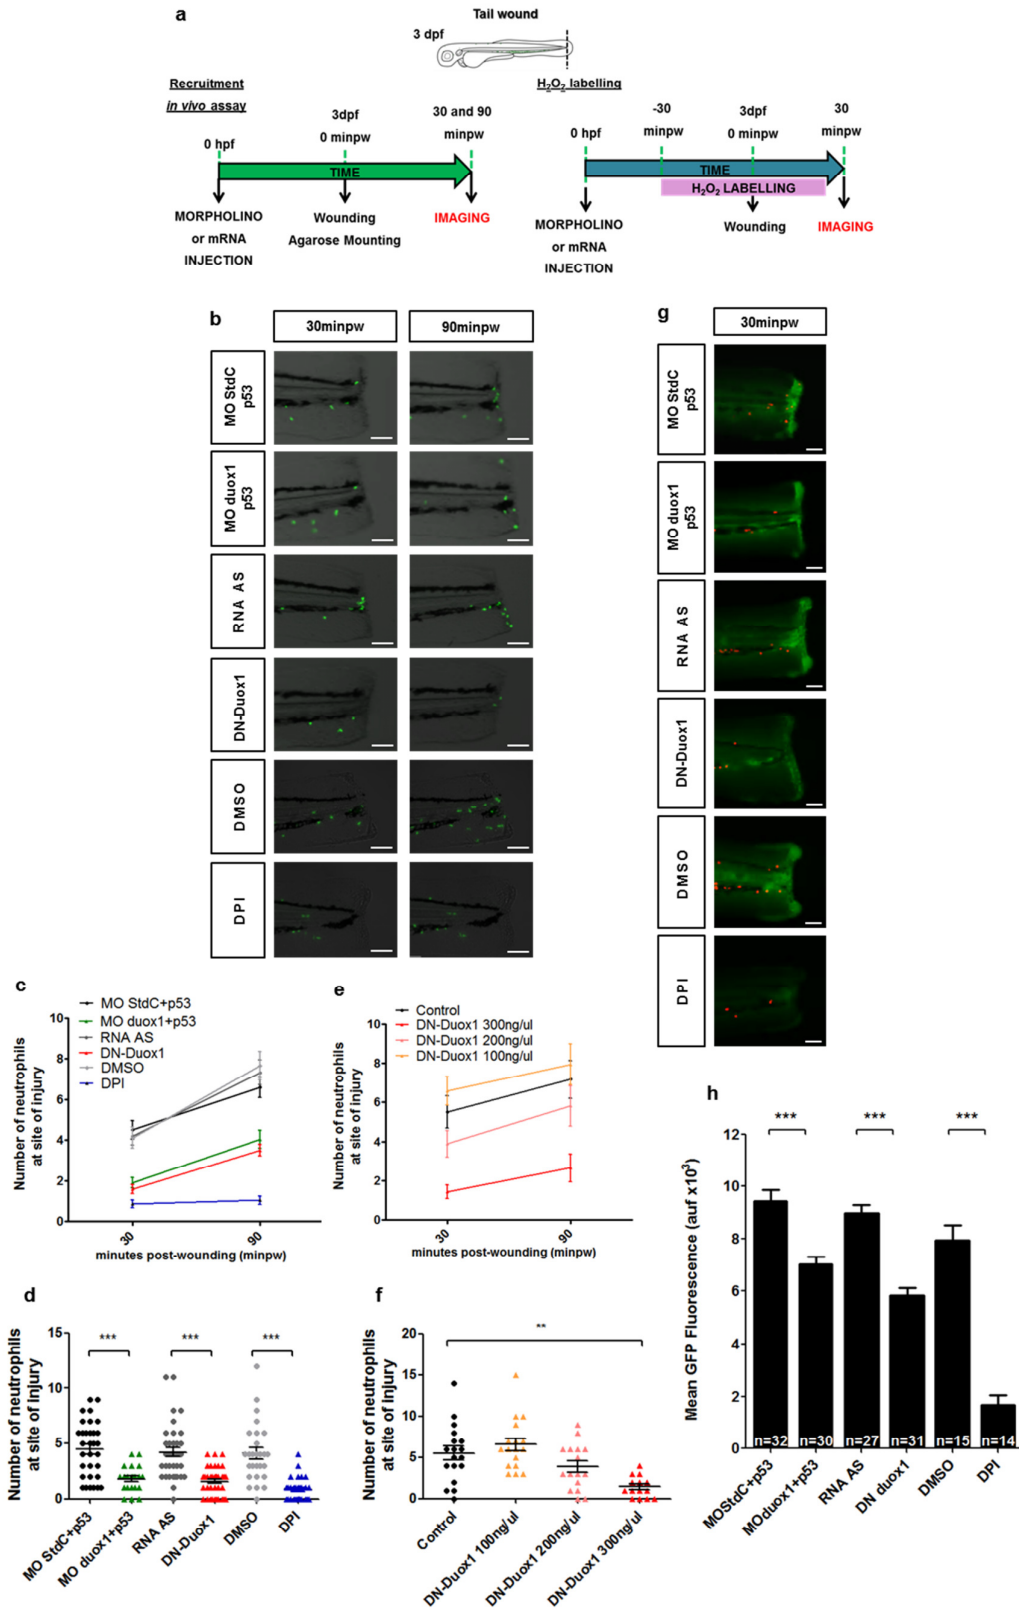 a
Tail wound
3 dpf
Recruitment
in vivo assay
0 hpf
3dpf
0 minpw
30 and 90
minpw
TIME
MORPHOLINO
or mRNA
INJECTION
Wounding
Agarose Mounting
IMAGING
H₂O₂ labelling
0 hpf
-30
minpw
3dpf
0 minpw
30
minpw
TIME
H₂O₂ LABELLING
MORPHOLINO
or mRNA
INJECTION
Wounding
IMAGING
b
30minpw
90minpw
MO StdC
p53
MO duox1
p53
RNA AS
DN-Duox1
DMSO
DPI
g
30minpw
MO StdC
p53
MO duox1
p53
RNA AS
DN-Duox1
DMSO
DPI
c
MO StdC+p53
MO duox1+p53
RNA AS
DN-Duox1
DMSO
DPI
Number of neutrophils
at site of injury
10
8
6
4
2
0
30
90
minutes post-wounding (minpw)
e
Control
DN-Duox1 300ng/ul
DN-Duox1 200ng/ul
DN-Duox1 100ng/ul
Number of neutrophils
at site of injury
10
8
6
4
2
0
30
90
minutes post-wounding (minpw)
d
Number of neutrophils
at site of injury
15
10
5
0
***
***
***
MO StdC+p53
MO duox1+p53
RNA AS
DN-Duox1
DMSO
DPI
f
Number of neutrophils
at site of injury
20
15
10
5
0
**
Control
DN-Duox1 100ng/ul
DN-Duox1 200ng/ul
DN-Duox1 300ng/ul
h
Mean GFP Fluorescence (auf x10³)
12
10
8
6
4
2
0
***
***
***
n=32
n=30
n=27
n=31
n=15
n=14
MOStdC+p53
MOduox1+p53
RNA AS
DN duox1
DMSO
DPI